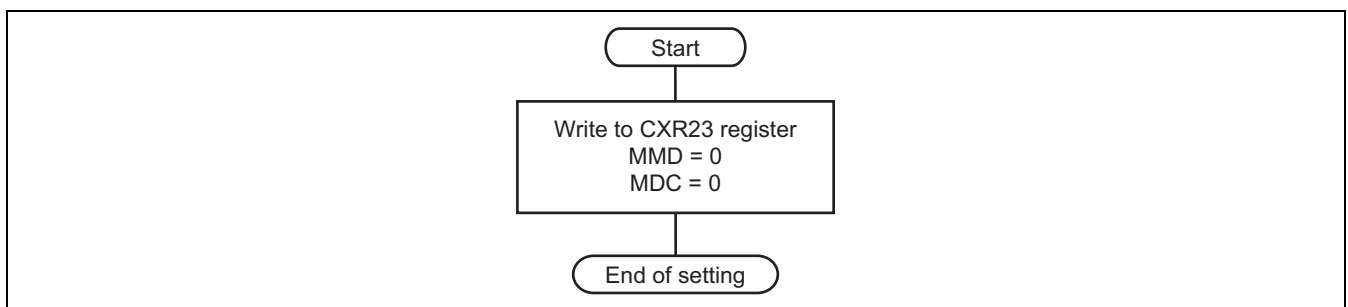 Start
Write to CXR23 register
MMD = 0
MDC = 0
End of setting